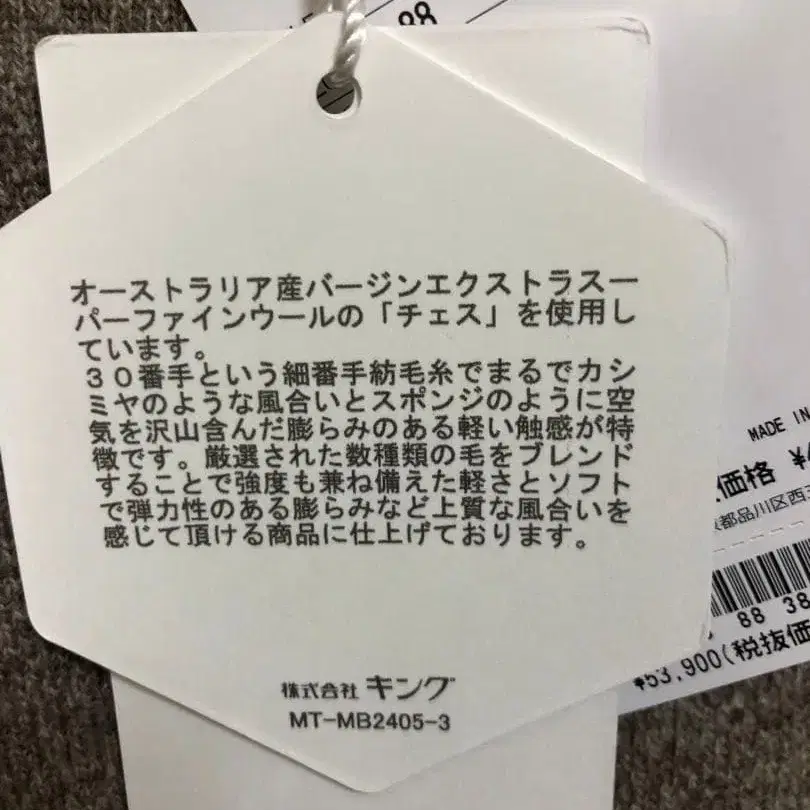 88
オーストラリア産バージンエクストラスー
パーファインウールの「チェス」を使用し
ています。
３０番手という細番手紡毛糸でまるでカシ
ミヤのような風合いとスポンジのように空
気を沢山含んだ膨らみのある軽い触感が特
徴です。厳選された数種類の毛をブレンド
することで強度も兼ね備えた軽さとソフト
で弾力性のある膨らみなど上質な風合いを
感じて頂ける商品に仕上げております。
株式会社 キング
MT-MB2405-3
MADE IN
価格 ¥
都品川区西五
88 38
¥53,900(税抜価